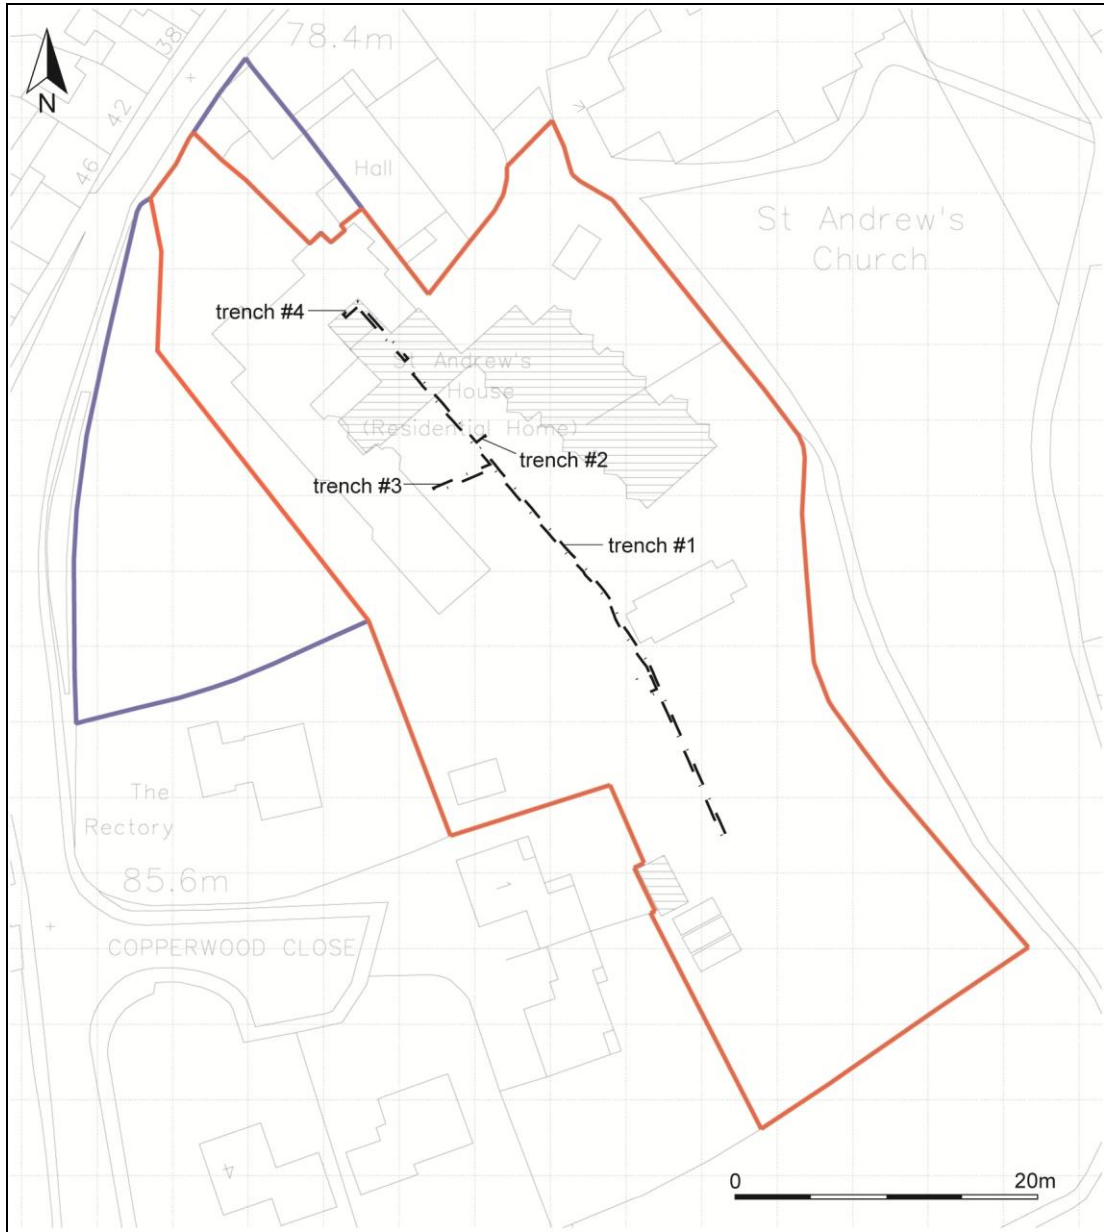 78.4m
38
N
42
46
Hall
St Andrew's
Church
trench #4
St Andrew's
House
(Residential Home)
trench #2
trench #3
trench #1
The
Rectory
85.6m
1
COPPERWOOD CLOSE
4
0 20m